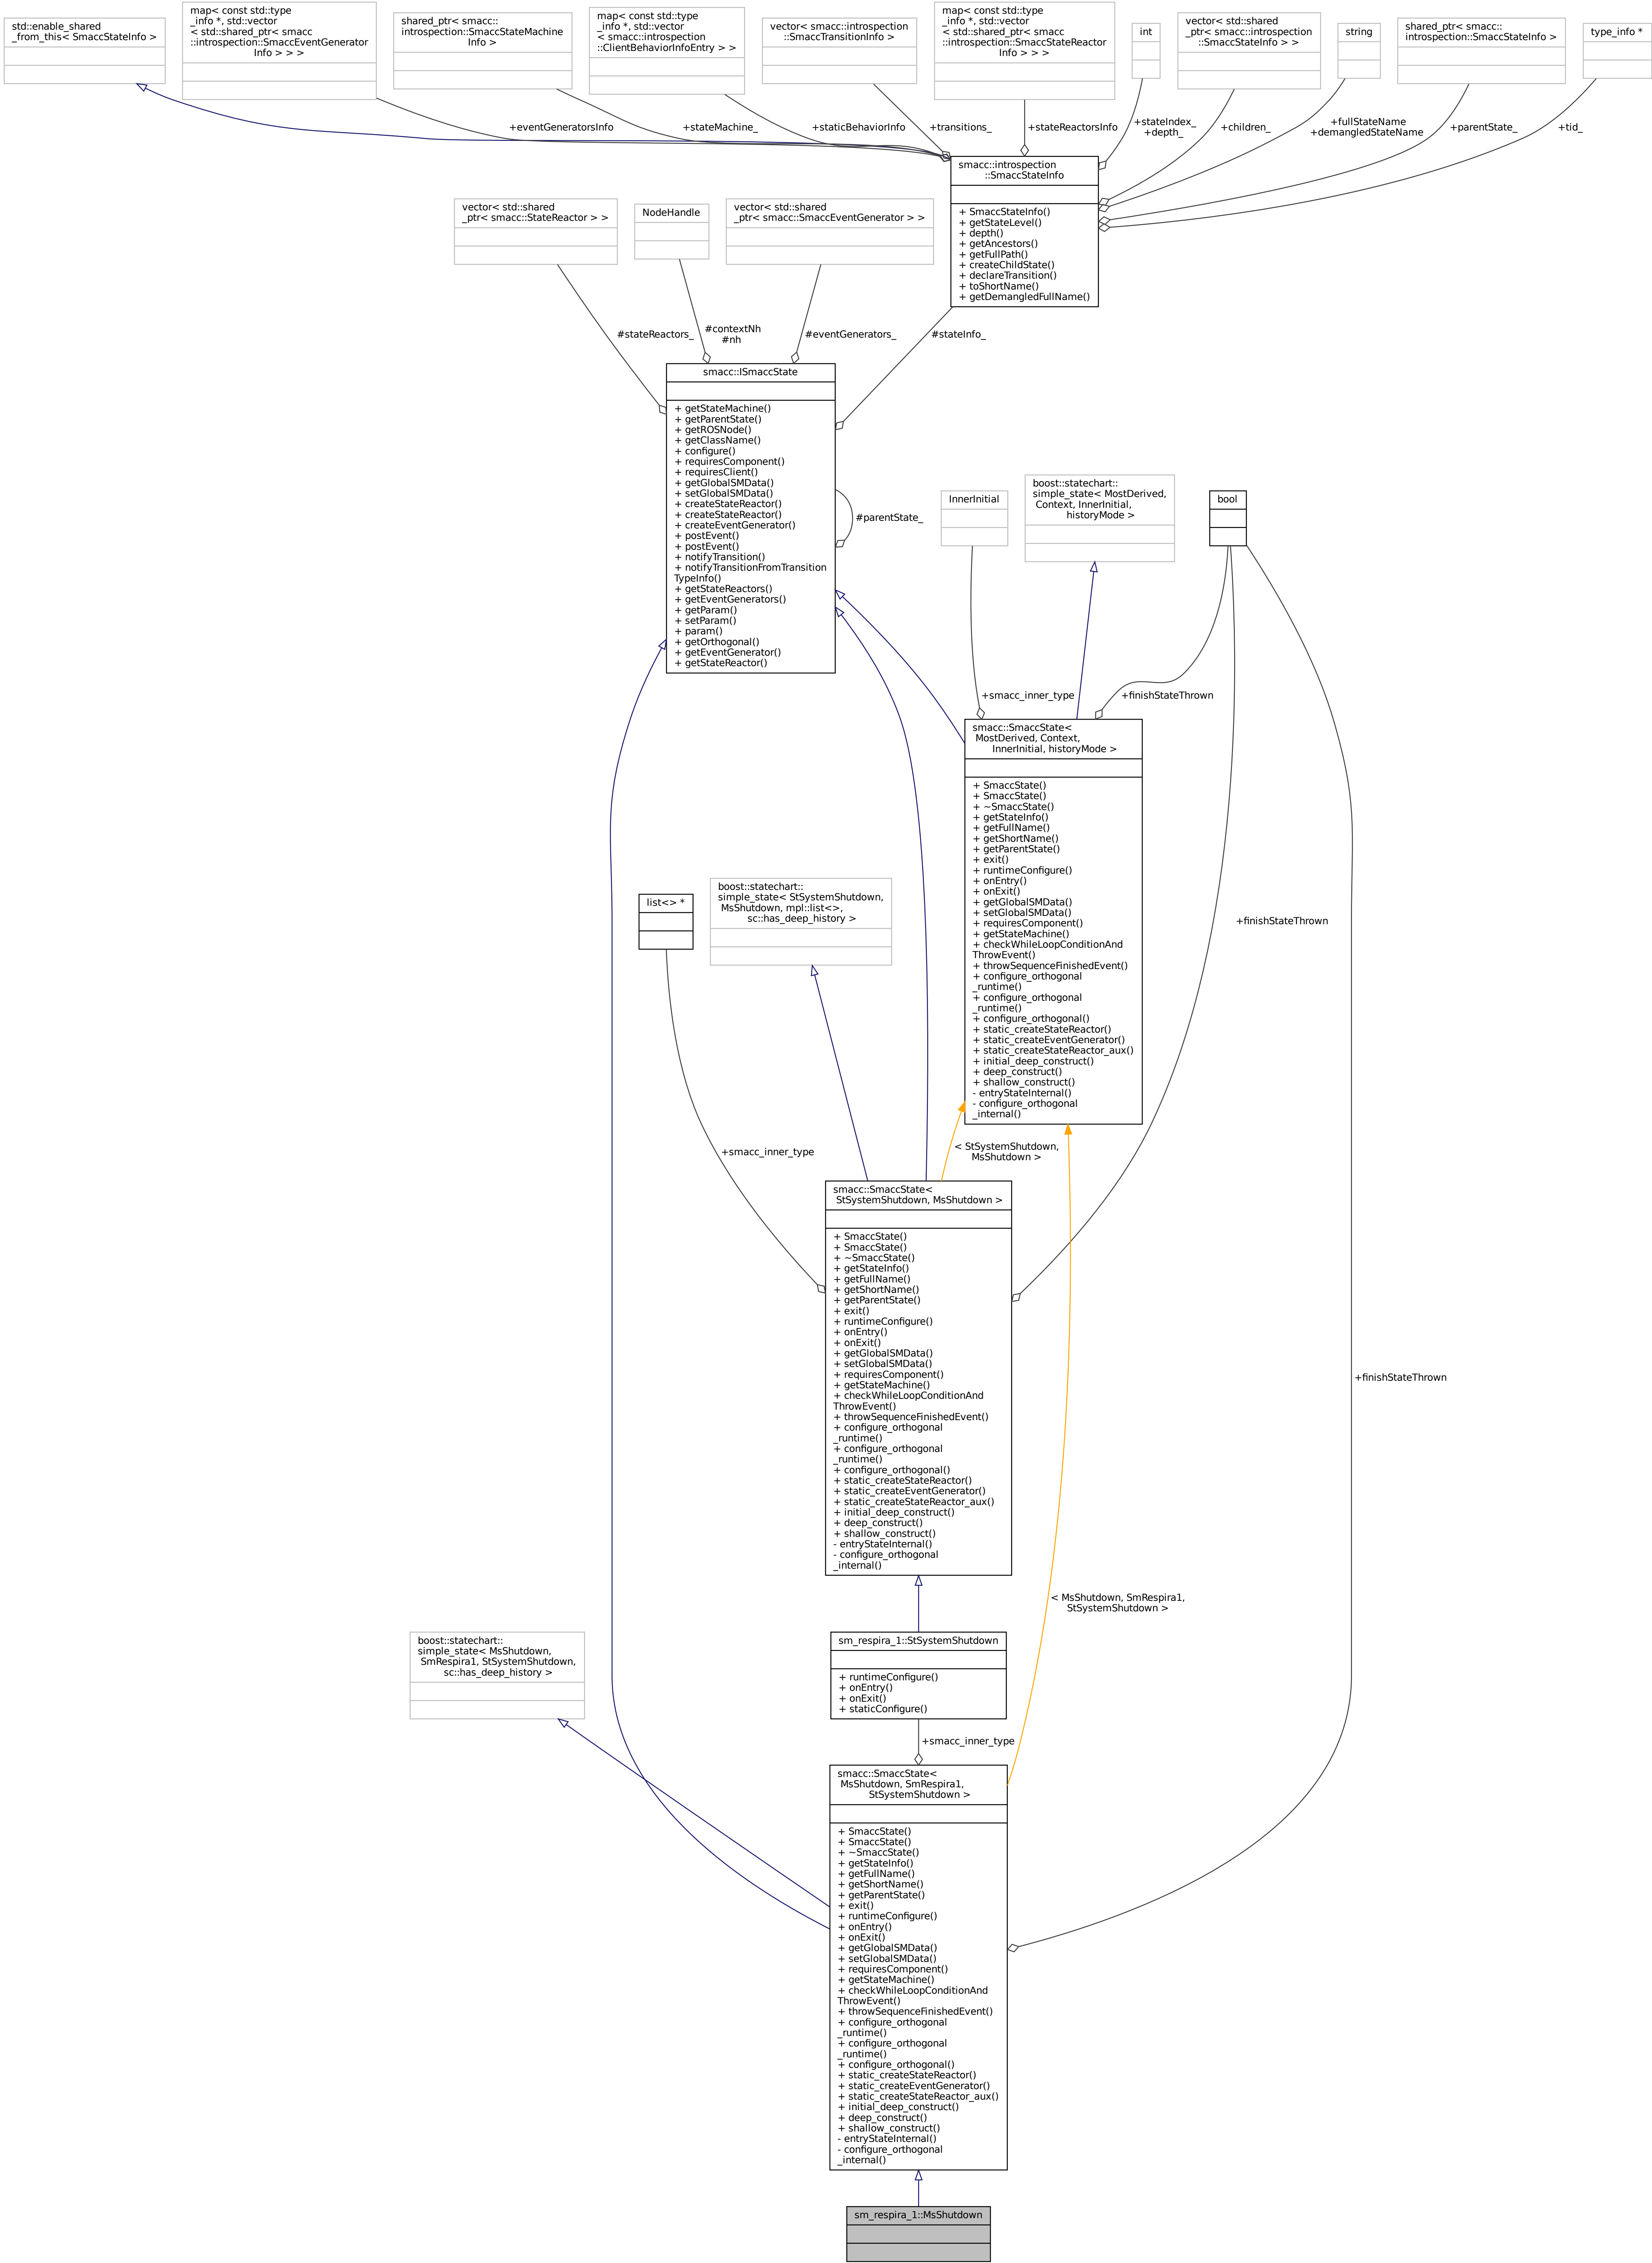 std::enable_shared
_from_this< SmaccStateInfo >
map< const std::type
_info *, std::vector
< std::shared_ptr< smacc
::introspection::SmaccEventGenerator
Info > > >
shared_ptr< smacc::
introspection::SmaccStateMachine
Info >
map< const std::type
_info *, std::vector
< smacc::introspection
::ClientBehaviorInfoEntry > >
vector< smacc::introspection
::SmaccTransitionInfo >
map< const std::type
_info *, std::vector
< std::shared_ptr< smacc
::introspection::SmaccStateReactor
Info > > >
int
vector< std::shared
_ptr< smacc::introspection
::SmaccStateInfo > >
string
shared_ptr< smacc::
introspection::SmaccStateInfo >
type_info *
+eventGeneratorsInfo
+stateMachine_
+staticBehaviorInfo
+transitions_
+stateReactorsInfo
+stateIndex_
+depth_
+children_
+fullStateName
+demangledStateName
+parentState_
+tid_
smacc::introspection
::SmaccStateInfo
+ SmaccStateInfo()
+ getStateLevel()
+ depth()
+ getAncestors()
+ getFullPath()
+ createChildState()
+ declareTransition()
+ toShortName()
+ getDemangledFullName()
vector< std::shared
_ptr< smacc::StateReactor > >
NodeHandle
vector< std::shared
_ptr< smacc::SmaccEventGenerator > >
#stateReactors_
#contextNh
#nh
#eventGenerators_
#stateInfo_
smacc::ISmaccState
+ getStateMachine()
+ getParentState()
+ getROSNode()
+ getClassName()
+ configure()
+ requiresComponent()
+ requiresClient()
+ getGlobalSMData()
+ setGlobalSMData()
+ createStateReactor()
+ createStateReactor()
+ createEventGenerator()
+ postEvent()
+ postEvent()
+ notifyTransition()
+ notifyTransitionFromTransition
TypeInfo()
+ getStateReactors()
+ getEventGenerators()
+ getParam()
+ setParam()
+ param()
+ getOrthogonal()
+ getEventGenerator()
+ getStateReactor()
#parentState_
InnerInitial
boost::statechart::
simple_state< MostDerived,
Context, InnerInitial,
historyMode >
bool
+smacc_inner_type
+finishStateThrown
smacc::SmaccState<
MostDerived, Context,
InnerInitial, historyMode >
+ SmaccState()
+ SmaccState()
+ ~SmaccState()
+ getStateInfo()
+ getFullName()
+ getShortName()
+ getParentState()
+ exit()
+ runtimeConfigure()
+ onEntry()
+ onExit()
+ getGlobalSMData()
+ setGlobalSMData()
+ requiresComponent()
+ getStateMachine()
+ checkWhileLoopConditionAnd
ThrowEvent()
+ throwSequenceFinishedEvent()
+ configure_orthogonal
_runtime()
+ configure_orthogonal
_runtime()
+ configure_orthogonal()
+ static_createStateReactor()
+ static_createEventGenerator()
+ static_createStateReactor_aux()
+ initial_deep_construct()
+ deep_construct()
+ shallow_construct()
- entryStateInternal()
- configure_orthogonal
_internal()
list<> *
boost::statechart::
simple_state< StSystemShutdown,
MsShutdown, mpl::list<>,
sc::has_deep_history >
+finishStateThrown
+smacc_inner_type
< StSystemShutdown,
MsShutdown >
smacc::SmaccState<
StSystemShutdown, MsShutdown >
+ SmaccState()
+ SmaccState()
+ ~SmaccState()
+ getStateInfo()
+ getFullName()
+ getShortName()
+ getParentState()
+ exit()
+ runtimeConfigure()
+ onEntry()
+ onExit()
+ getGlobalSMData()
+ setGlobalSMData()
+ requiresComponent()
+ getStateMachine()
+ checkWhileLoopConditionAnd
ThrowEvent()
+ throwSequenceFinishedEvent()
+ configure_orthogonal
_runtime()
+ configure_orthogonal
_runtime()
+ configure_orthogonal()
+ static_createStateReactor()
+ static_createEventGenerator()
+ static_createStateReactor_aux()
+ initial_deep_construct()
+ deep_construct()
+ shallow_construct()
- entryStateInternal()
- configure_orthogonal
_internal()
+finishStateThrown
< MsShutdown, SmRespira1,
StSystemShutdown >
boost::statechart::
simple_state< MsShutdown,
SmRespira1, StSystemShutdown,
sc::has_deep_history >
sm_respira_1::StSystemShutdown
+ runtimeConfigure()
+ onEntry()
+ onExit()
+ staticConfigure()
+smacc_inner_type
smacc::SmaccState<
MsShutdown, SmRespira1,
StSystemShutdown >
+ SmaccState()
+ SmaccState()
+ ~SmaccState()
+ getStateInfo()
+ getFullName()
+ getShortName()
+ getParentState()
+ exit()
+ runtimeConfigure()
+ onEntry()
+ onExit()
+ getGlobalSMData()
+ setGlobalSMData()
+ requiresComponent()
+ getStateMachine()
+ checkWhileLoopConditionAnd
ThrowEvent()
+ throwSequenceFinishedEvent()
+ configure_orthogonal
_runtime()
+ configure_orthogonal
_runtime()
+ configure_orthogonal()
+ static_createStateReactor()
+ static_createEventGenerator()
+ static_createStateReactor_aux()
+ initial_deep_construct()
+ deep_construct()
+ shallow_construct()
- entryStateInternal()
- configure_orthogonal
_internal()
sm_respira_1::MsShutdown